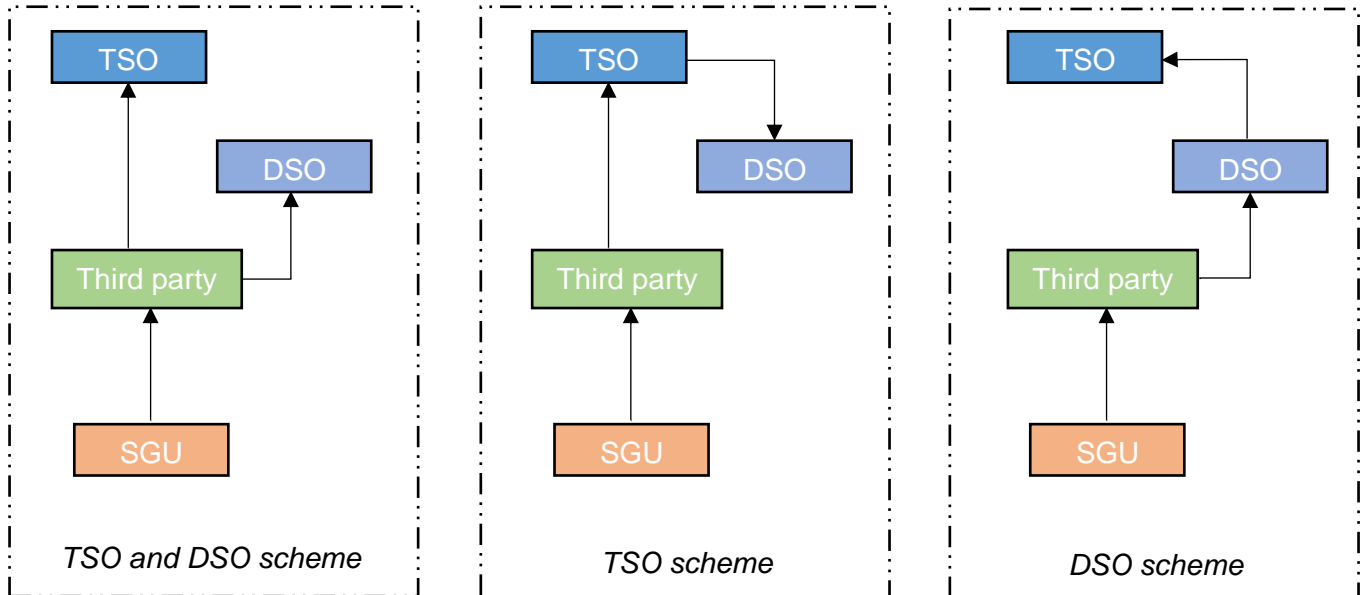 TSO
DSO
Third party
SGU
TSO and DSO scheme
TSO
DSO
Third party
SGU
TSO scheme
TSO
DSO
Third party
SGU
DSO scheme